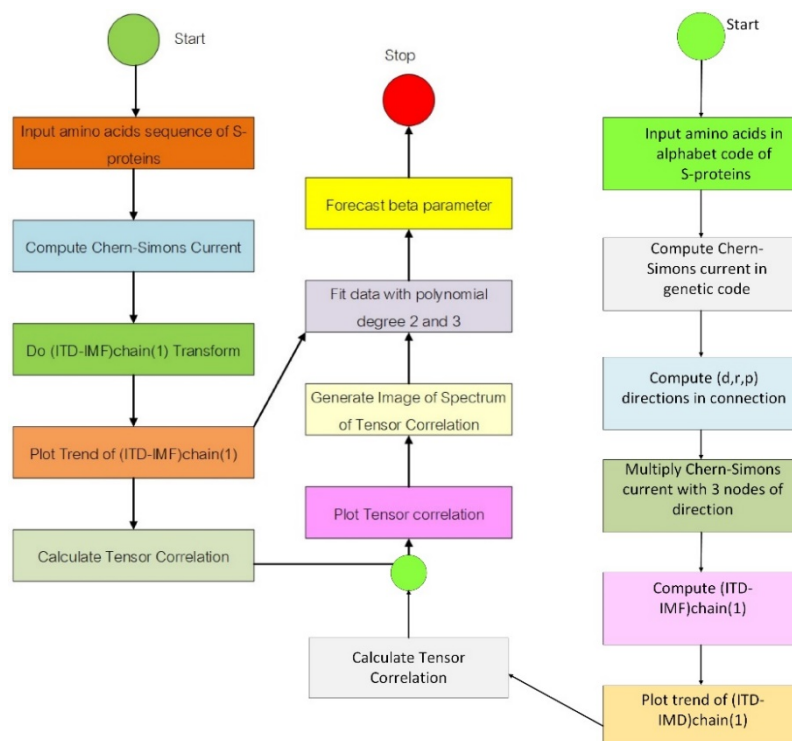 Start
Input amino acids sequence of S-
proteins
Compute Chern-Simons Current
Do (ITD-IMF)chain(1) Transform
Plot Trend of (ITD-IMF)chain(1)
Calculate Tensor Correlation
Stop
Forecast beta parameter
Fit data with polynomial
degree 2 and 3
Generate Image of Spectrum
of Tensor Correlation
Plot Tensor correlation
Calculate Tensor
Correlation
Start
Input amino acids in
alphabet code of
S-proteins
Compute Chern-
Simons current in
genetic code
Compute (d,r,p)
directions in connection
Multiply Chern-Simons
current with 3 nodes of
direction
Compute (ITD-
IMF)chain(1)
Plot trend of (ITD-
IMD)chain(1)